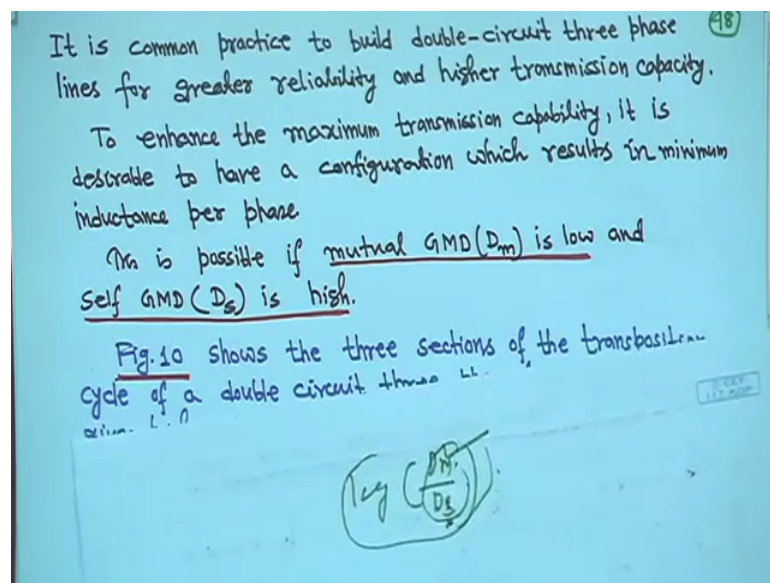 48
It is common practice to build double-circuit three phase
lines for greater reliability and higher transmission capacity.
To enhance the maximum transmission capability, it is
desirable to have a configuration which results in minimum
inductance per phase.
is possible if mutual GMD (Dm) is low and
Self GMD (Ds) is high.
Fig. 10 shows the three sections of the transposition
cycle of a double circuit three
Dm
Ds